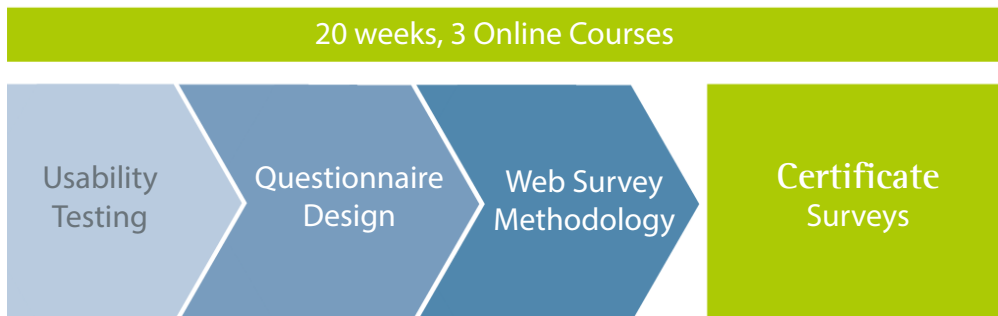 20 weeks, 3 Online Courses
Usability
Testing
Questionnaire
Design
Web Survey
Methodology
Certificate
Surveys